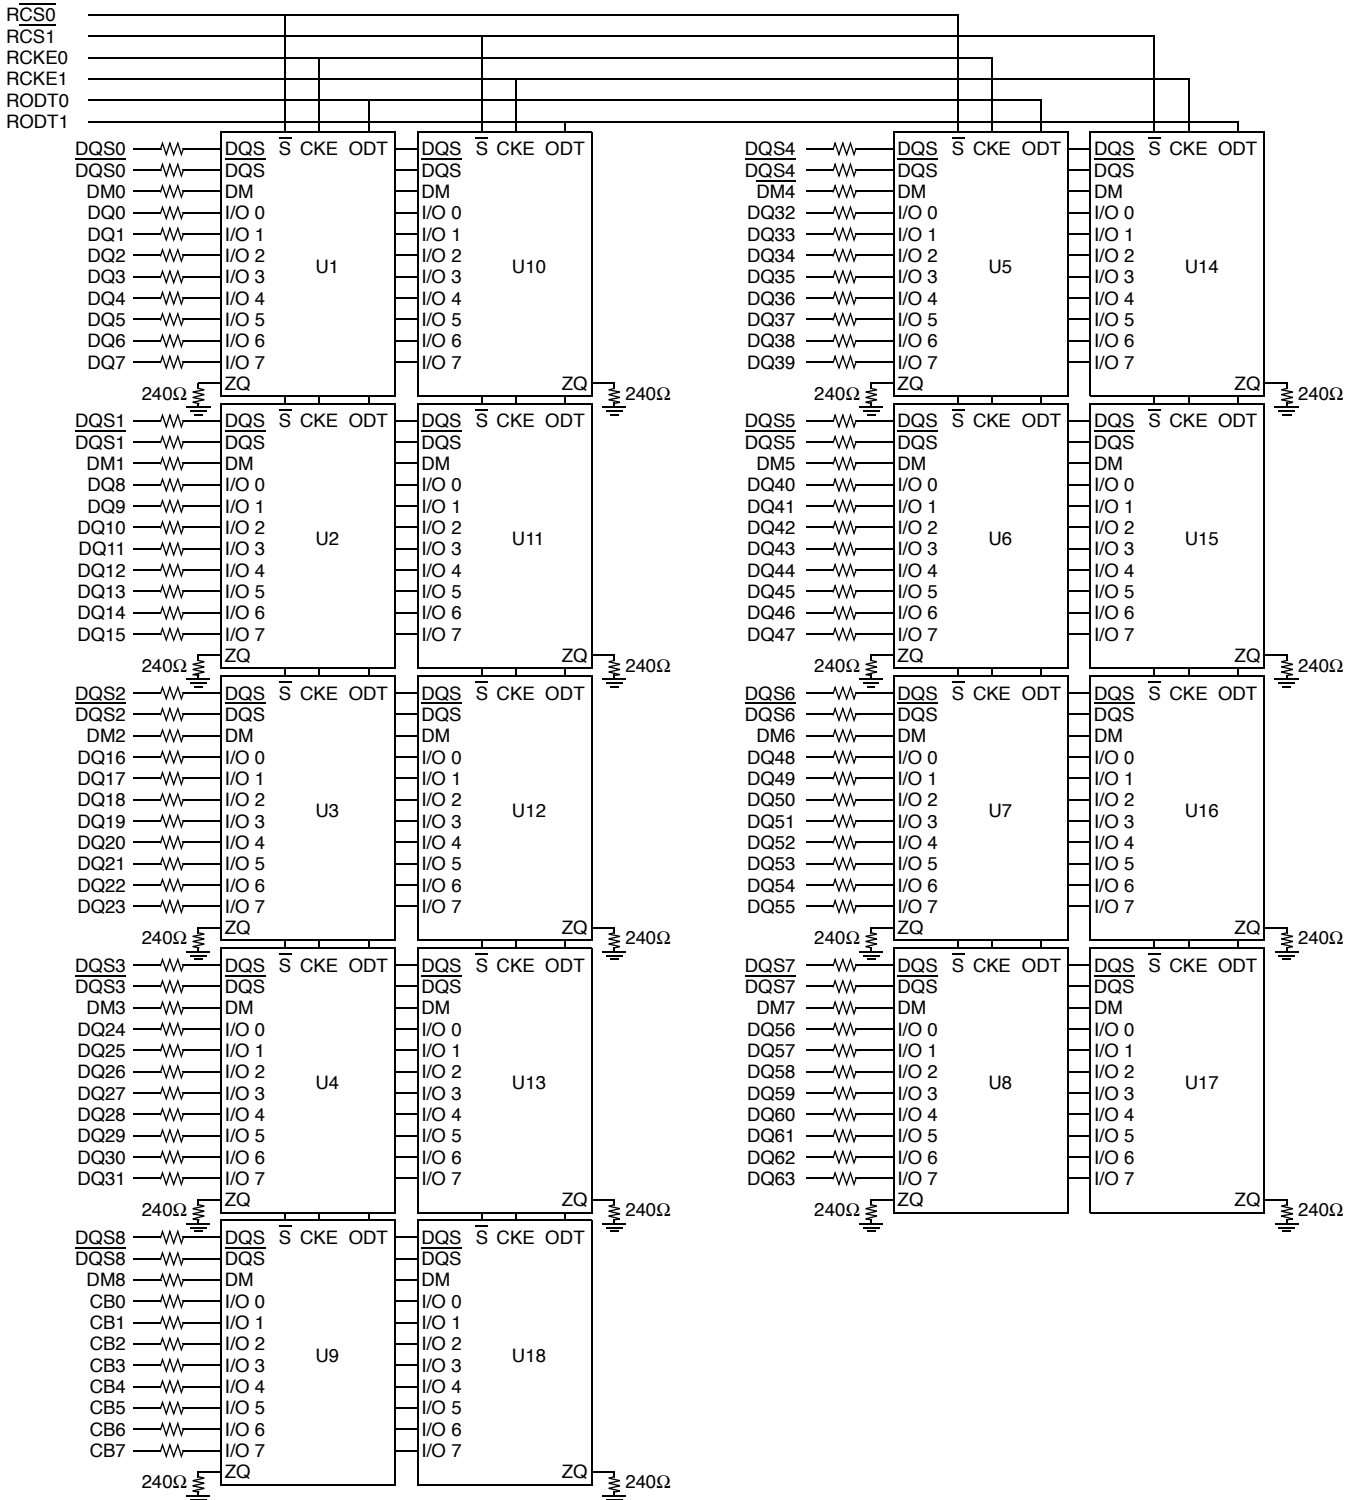 RCS0
RCS1
RCKE0
RCKE1
RODT0
RODT1
DQS0 DQS S CKE ODT DQS S CKE ODT
DQS0 DQS DQS
DM0 DM DM
DQ0 I/O 0 I/O 0
DQ1 I/O 1 I/O 1
DQ2 I/O 2 I/O 2
U1 U10
DQ3 I/O 3 I/O 3
DQ4 I/O 4 I/O 4
DQ5 I/O 5 I/O 5
DQ6 I/O 6 I/O 6
DQ7 I/O 7 I/O 7
240Ω ZQ ZQ 240Ω
DQS1 DQS S CKE ODT DQS S CKE ODT
DQS1 DQS DQS
DM1 DM DM
DQ8 I/O 0 I/O 0
DQ9 I/O 1 I/O 1
DQ10 I/O 2 I/O 2
U2 U11
DQ11 I/O 3 I/O 3
DQ12 I/O 4 I/O 4
DQ13 I/O 5 I/O 5
DQ14 I/O 6 I/O 6
DQ15 I/O 7 I/O 7
240Ω ZQ ZQ 240Ω
DQS2 DQS S CKE ODT DQS S CKE ODT
DQS2 DQS DQS
DM2 DM DM
DQ16 I/O 0 I/O 0
DQ17 I/O 1 I/O 1
DQ18 I/O 2 I/O 2
U3 U12
DQ19 I/O 3 I/O 3
DQ20 I/O 4 I/O 4
DQ21 I/O 5 I/O 5
DQ22 I/O 6 I/O 6
DQ23 I/O 7 I/O 7
240Ω ZQ ZQ 240Ω
DQS3 DQS S CKE ODT DQS S CKE ODT
DQS3 DQS DQS
DM3 DM DM
DQ24 I/O 0 I/O 0
DQ25 I/O 1 I/O 1
DQ26 I/O 2 I/O 2
U4 U13
DQ27 I/O 3 I/O 3
DQ28 I/O 4 I/O 4
DQ29 I/O 5 I/O 5
DQ30 I/O 6 I/O 6
DQ31 I/O 7 I/O 7
240Ω ZQ ZQ 240Ω
DQS8 DQS S CKE ODT DQS S CKE ODT
DQS8 DQS DQS
DM8 DM DM
CB0 I/O 0 I/O 0
CB1 I/O 1 I/O 1
CB2 I/O 2 I/O 2
U9 U18
CB3 I/O 3 I/O 3
CB4 I/O 4 I/O 4
CB5 I/O 5 I/O 5
CB6 I/O 6 I/O 6
CB7 I/O 7 I/O 7
240Ω ZQ ZQ 240Ω
DQS4 DQS S CKE ODT DQS S CKE ODT
DQS4 DQS DQS
DM4 DM DM
DQ32 I/O 0 I/O 0
DQ33 I/O 1 I/O 1
DQ34 I/O 2 I/O 2
U5 U14
DQ35 I/O 3 I/O 3
DQ36 I/O 4 I/O 4
DQ37 I/O 5 I/O 5
DQ38 I/O 6 I/O 6
DQ39 I/O 7 I/O 7
240Ω ZQ ZQ 240Ω
DQS5 DQS S CKE ODT DQS S CKE ODT
DQS5 DQS DQS
DM5 DM DM
DQ40 I/O 0 I/O 0
DQ41 I/O 1 I/O 1
DQ42 I/O 2 I/O 2
U6 U15
DQ43 I/O 3 I/O 3
DQ44 I/O 4 I/O 4
DQ45 I/O 5 I/O 5
DQ46 I/O 6 I/O 6
DQ47 I/O 7 I/O 7
240Ω ZQ ZQ 240Ω
DQS6 DQS S CKE ODT DQS S CKE ODT
DQS6 DQS DQS
DM6 DM DM
DQ48 I/O 0 I/O 0
DQ49 I/O 1 I/O 1
DQ50 I/O 2 I/O 2
U7 U16
DQ51 I/O 3 I/O 3
DQ52 I/O 4 I/O 4
DQ53 I/O 5 I/O 5
DQ54 I/O 6 I/O 6
DQ55 I/O 7 I/O 7
240Ω ZQ ZQ 240Ω
DQS7 DQS S CKE ODT DQS S CKE ODT
DQS7 DQS DQS
DM7 DM DM
DQ56 I/O 0 I/O 0
DQ57 I/O 1 I/O 1
DQ58 I/O 2 I/O 2
U8 U17
DQ59 I/O 3 I/O 3
DQ60 I/O 4 I/O 4
DQ61 I/O 5 I/O 5
DQ62 I/O 6 I/O 6
DQ63 I/O 7 I/O 7
240Ω ZQ ZQ 240Ω